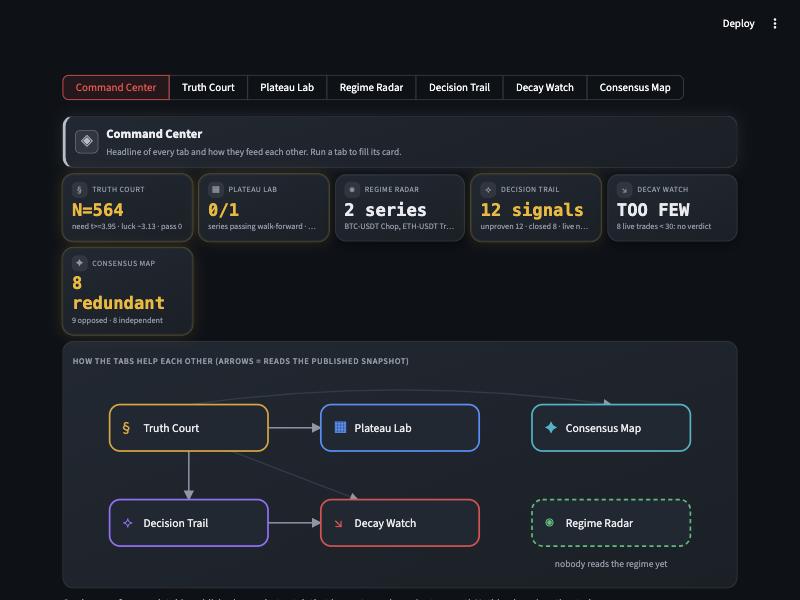 Deploy
Command Center
Truth Court
Plateau Lab
Regime Radar
Decision Trail
Decay Watch
Consensus Map
Command Center
Headline of every tab and how they feed each other. Run a tab to fill its card.
TRUTH COURT
N=564
need t>=3.95 · luck ~3.13 · pass 0
PLATEAU LAB
0/1
series passing walk-forward · ...
REGIME RADAR
2 series
BTC-USDT Chop, ETH-USDT Tr...
DECISION TRAIL
12 signals
unproven 12 · closed 8 · live n...
DECAY WATCH
TOO FEW
8 live trades < 30: no verdict
CONSENSUS MAP
8
redundant
9 opposed · 8 independent
HOW THE TABS HELP EACH OTHER (ARROWS = READS THE PUBLISHED SNAPSHOT)
§ Truth Court
Plateau Lab
Consensus Map
Decision Trail
Decay Watch
Regime Radar
nobody reads the regime yet